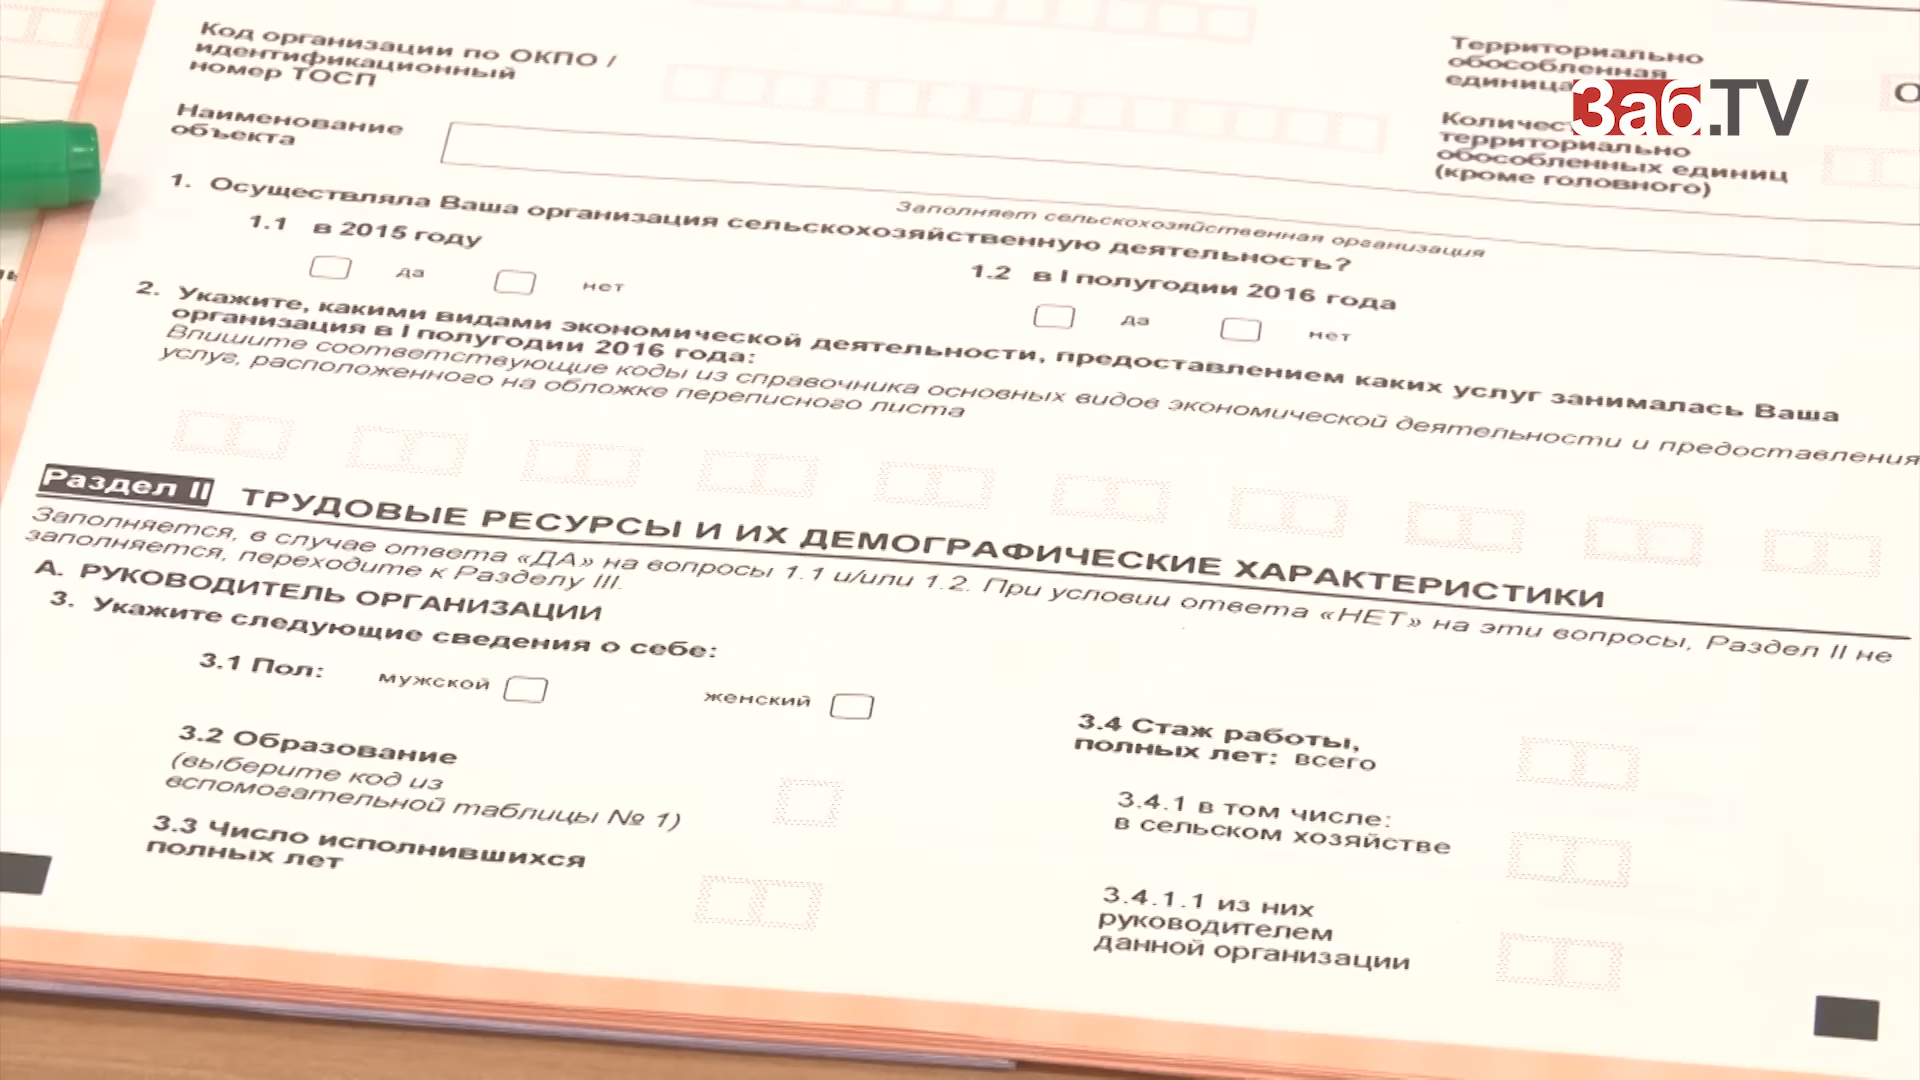 Код организации по ОКПО /
идентификационный
номер ТОСП
Территориально
обособленная
единица
Заб.TV
О
Наименование
объекта
территориально
обособленных единиц
(кроме головного)
Заполняет сельскохозяйственная организация
1. Осуществляла Ваша организация сельскохозяйственную деятельность?
1.1 в 2015 году
1.2 в I полугодии 2016 года
да нет
да нет
2. Укажите, какими видами экономической деятельности, предоставлением каких услуг занималась Ваша
организация в I полугодии 2016 года:
Впишите соответствующие коды из справочника основных видов экономической деятельности и предоставления
услуг, расположенного на обложке переписного листа
Раздел II ТРУДОВЫЕ РЕСУРСЫ И ИХ ДЕМОГРАФИЧЕСКИЕ ХАРАКТЕРИСТИКИ
Заполняется, в случае ответа «ДА» на вопросы 1.1 и/или 1.2. При условии ответа «НЕТ» на эти вопросы, Раздел II не
заполняется, переходите к Разделу III.
А. РУКОВОДИТЕЛЬ ОРГАНИЗАЦИИ
3. Укажите следующие сведения о себе:
3.1 Пол: мужской женский
3.2 Образование
(выберите код из
вспомогательной таблицы № 1)
3.3 Число исполнившихся
полных лет
3.4 Стаж работы,
полных лет: всего
3.4.1 в том числе:
в сельском хозяйстве
3.4.1.1 из них
руководителем
данной организации